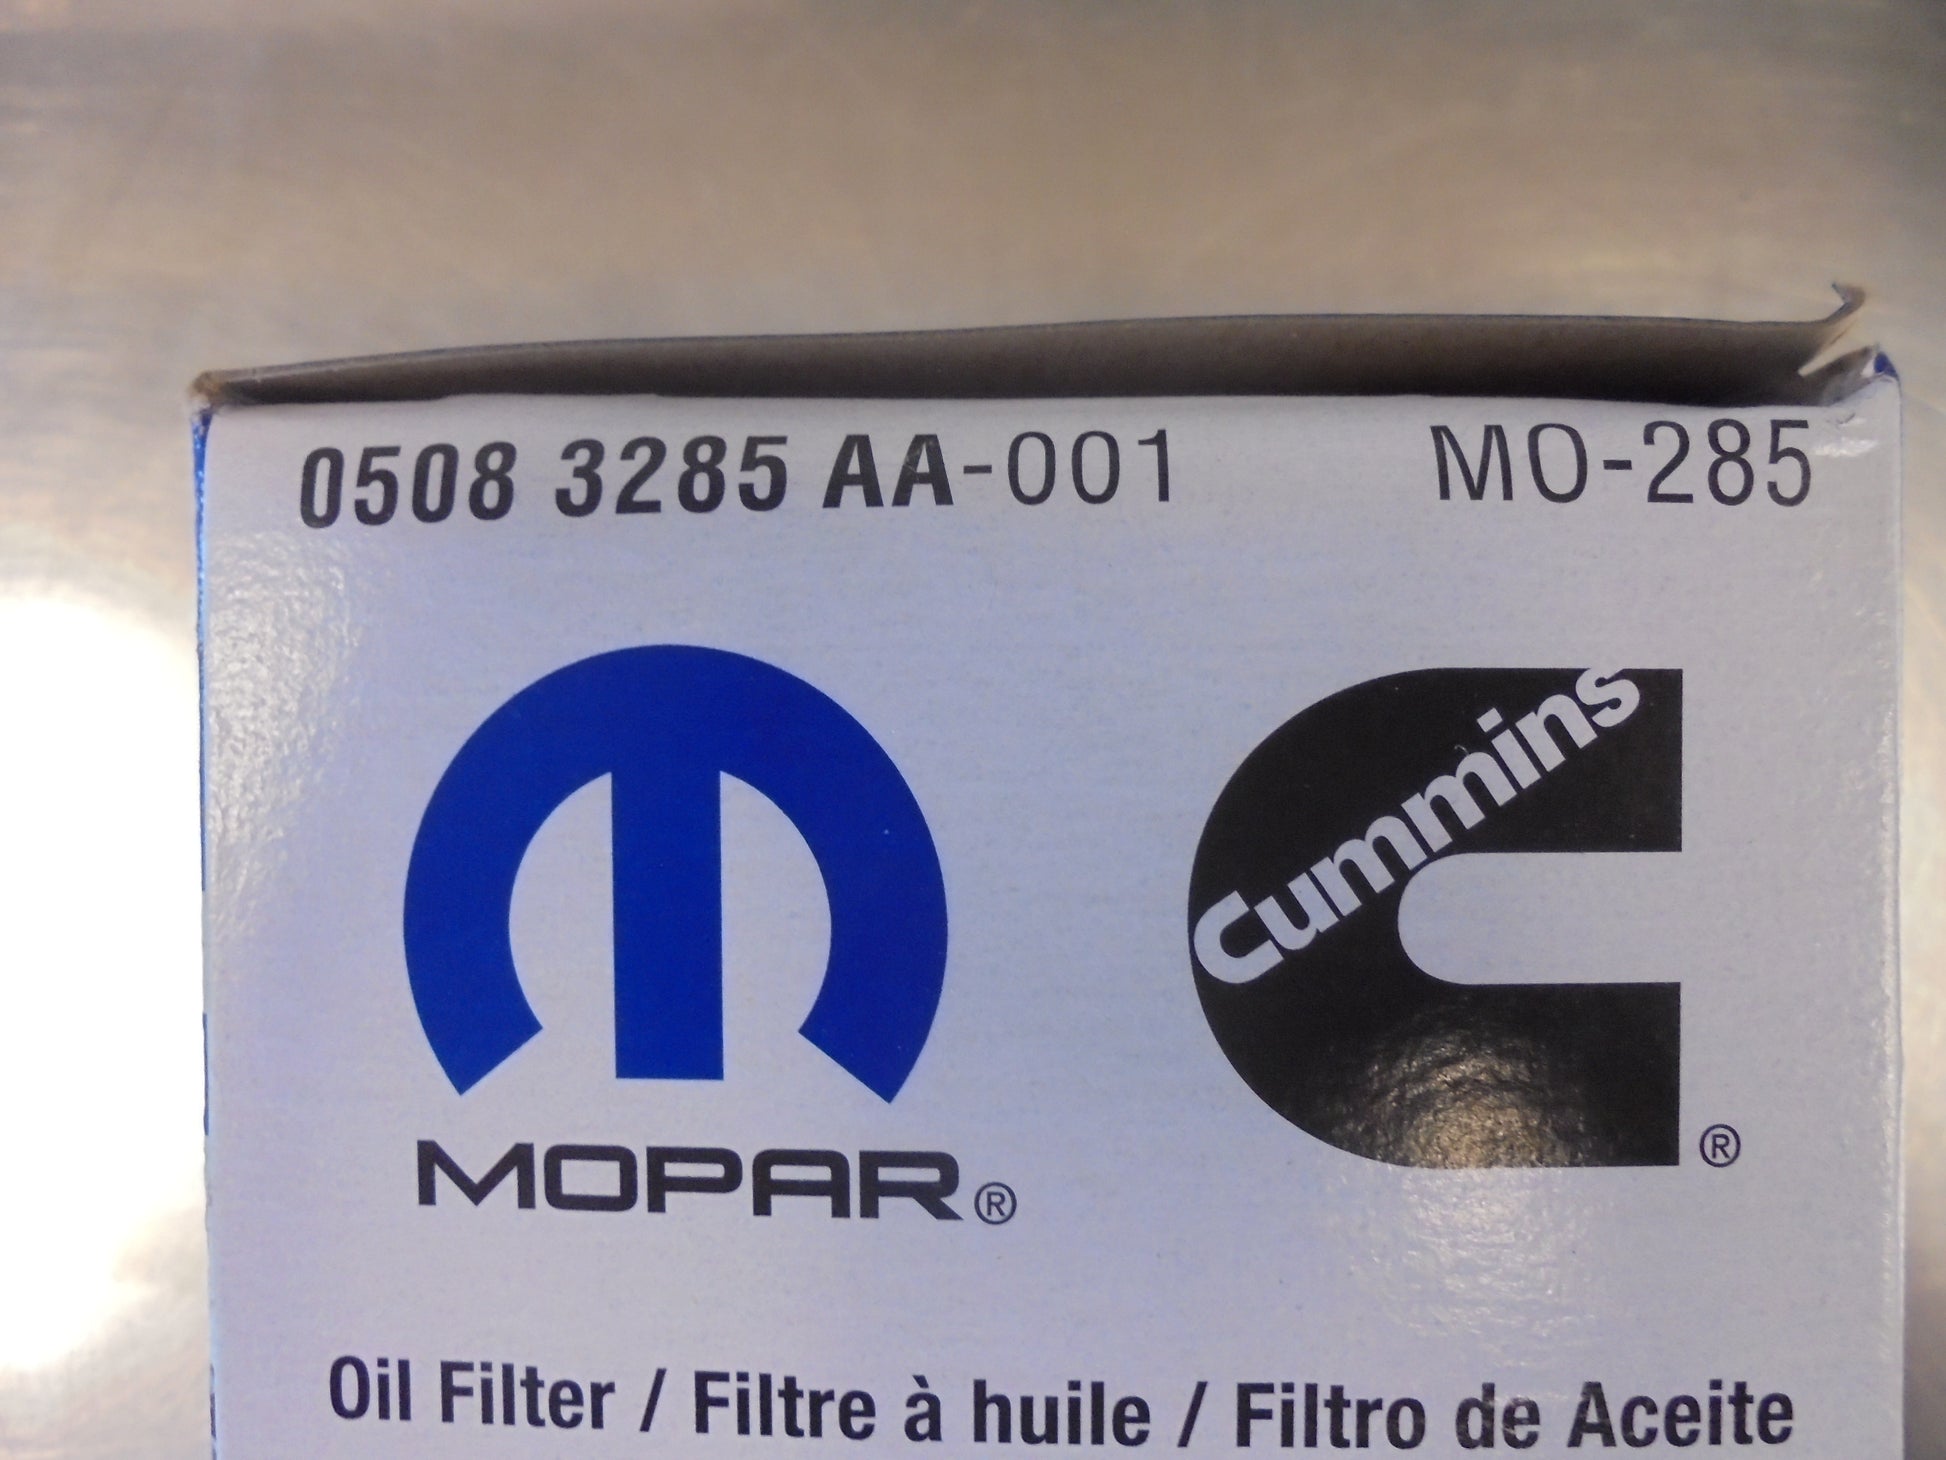 0508 3285 AA-001 MO-285
Cummins
MOPAR® ®
Oil Filter / Filtre à huile / Filtro de Aceite